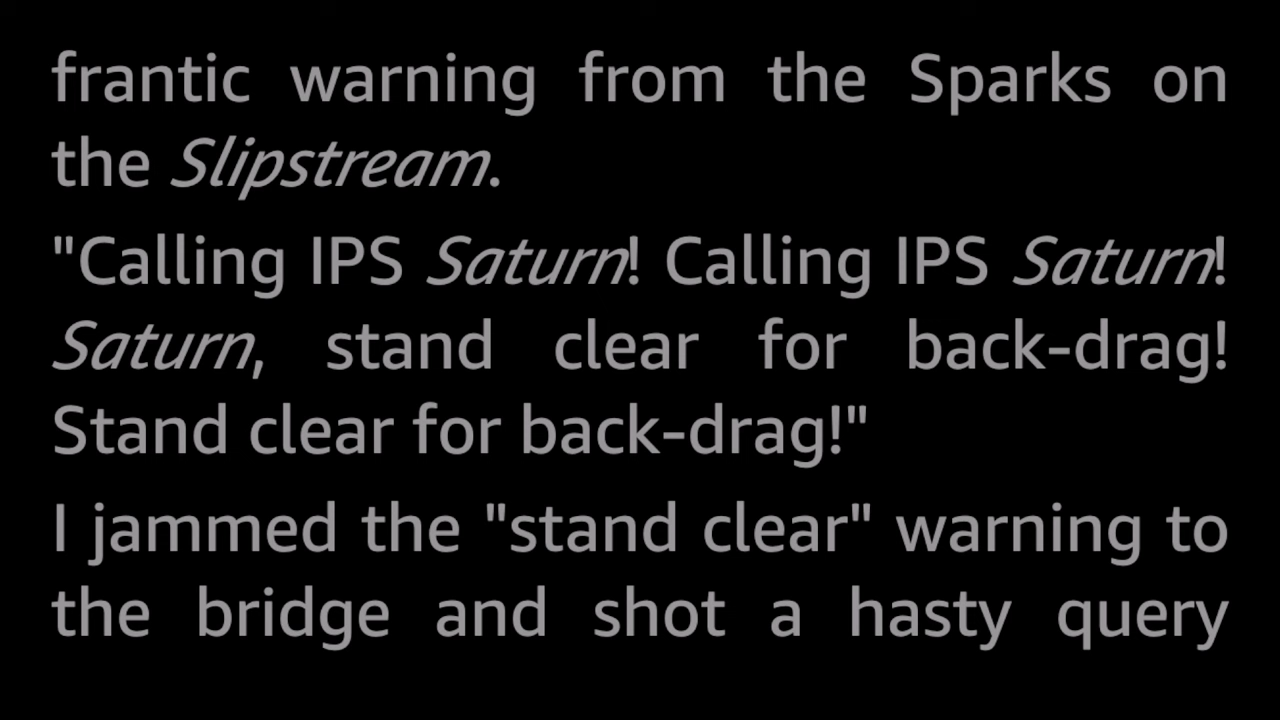 frantic warning from the Sparks on
the Slipstream.
"Calling IPS Saturn! Calling IPS Saturn!
Saturn, stand clear for back-drag!
Stand clear for back-drag!"
I jammed the "stand clear" warning to
the bridge and shot a hasty query